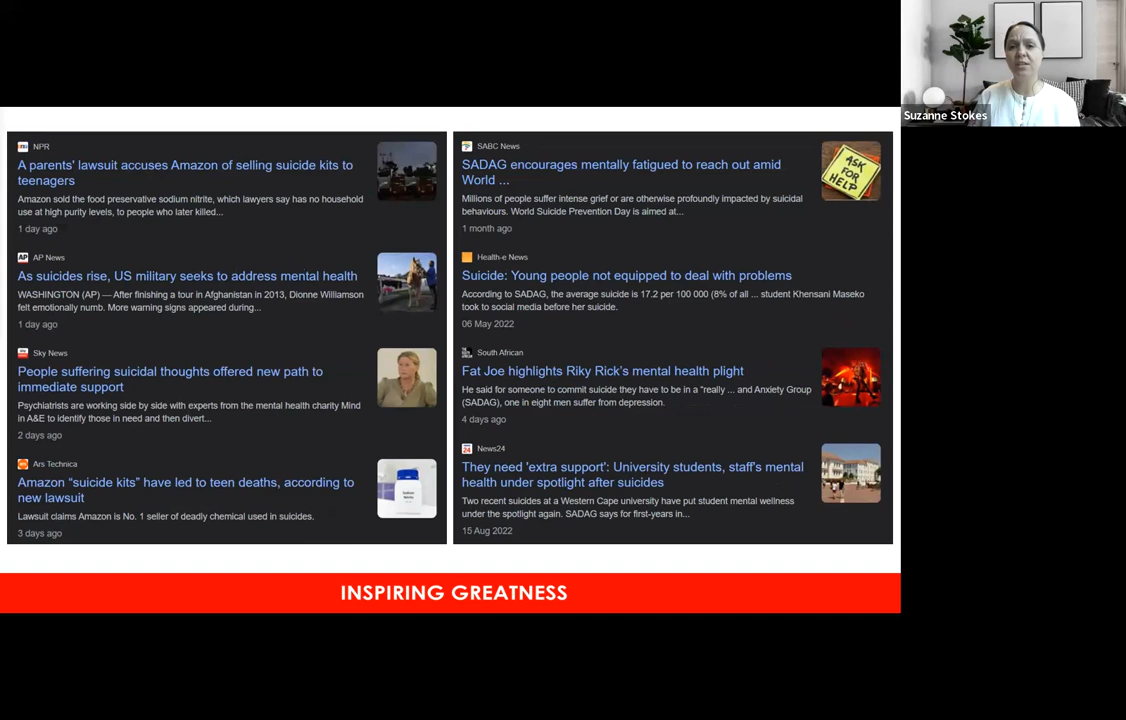 NPR
A parents' lawsuit accuses Amazon of selling suicide kits to
teenagers
Amazon sold the food preservative sodium nitrite, which lawyers say has no household
use at high purity levels, to people who later killed...
1 day ago
AP
AP News
As suicides rise, US military seeks to address mental health
WASHINGTON (AP) — After finishing a tour in Afghanistan in 2013, Dionne Williamson
felt emotionally numb. More warning signs appeared during...
1 day ago
Sky News
People suffering suicidal thoughts offered new path to
immediate support
Psychiatrists are working side by side with experts from the mental health charity Mind
in A&E to identify those in need and then divert...
2 days ago
Ars Technica
Amazon “suicide kits” have led to teen deaths, according to
new lawsuit
Lawsuit claims Amazon is No. 1 seller of deadly chemical used in suicides.
3 days ago
SABC News
SADAG encourages mentally fatigued to reach out amid
World ...
Millions of people suffer intense grief or are otherwise profoundly impacted by suicidal
behaviours. World Suicide Prevention Day is aimed at...
1 month ago
ASK
FOR
HELP
Health-e News
Suicide: Young people not equipped to deal with problems
According to SADAG, the average suicide is 17.2 per 100 000 (8% of all ... student Khensani Maseko
took to social media before her suicide.
06 May 2022
South African
Fat Joe highlights Riky Rick's mental health plight
He said for someone to commit suicide they have to be in a “really ... and Anxiety Group
(SADAG), one in eight men suffer from depression.
4 days ago
24
News24
They need 'extra support': University students, staff's mental
health under spotlight after suicides
Two recent suicides at a Western Cape university have put student mental wellness
under the spotlight again. SADAG says for first-years in...
15 Aug 2022
INSPIRING GREATNESS
Suzanne Stokes